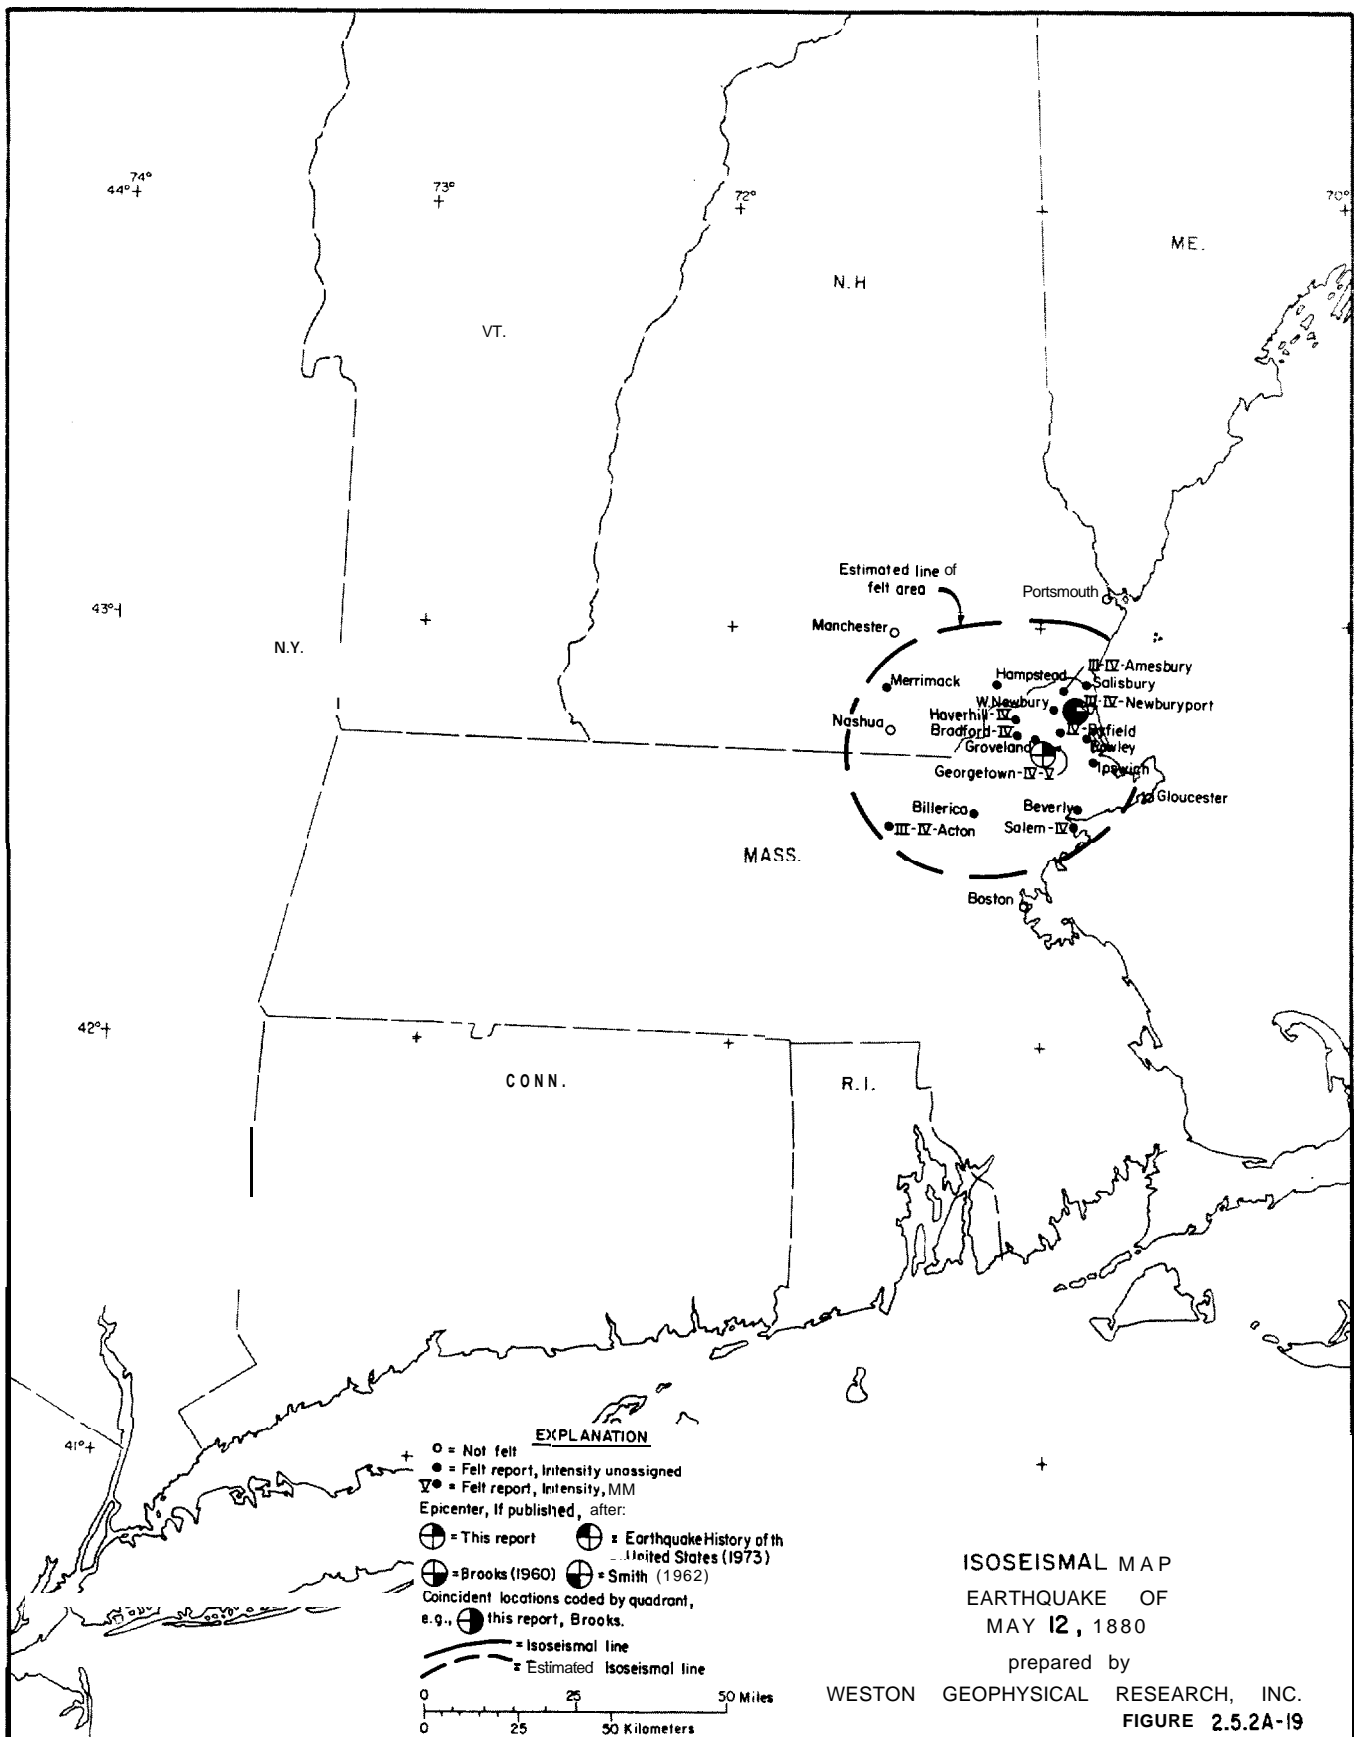 74°
44°
73°
72°
70°
ME.
N.H
VT.
Estimated line of
felt area
Portsmouth
43°
Manchester
N.Y.
III-IV-Amesbury
Merrimack
Hampstead
Salisbury
W.Newbury
III-IV-Newburyport
Haverhill-IV
Nashua
Bradford-IV
IV-Byfield
Groveland
Rowley
Ipswich
Georgetown-IV-V
Gloucester
Billerica
Beverly
III-IV-Acton
Salem-IV
MASS.
Boston
42°
CONN.
R.I.
41°
EXPLANATION
O = Not felt
● = Felt report, Intensity unassigned
V● = Felt report, Intensity, MM
Epicenter, If published, after:
= This report
= Earthquake History of th
United States (1973)
= Brooks (1960)
= Smith (1962)
Coincident locations coded by quadrant,
e.g., this report, Brooks.
= Isoseismal line
= Estimated Isoseismal line
0 25 50 Miles
0 25 50 Kilometers
ISOSEISMAL MAP
EARTHQUAKE OF
MAY 12, 1880
prepared by
WESTON GEOPHYSICAL RESEARCH, INC.
FIGURE 2.5.2A-19